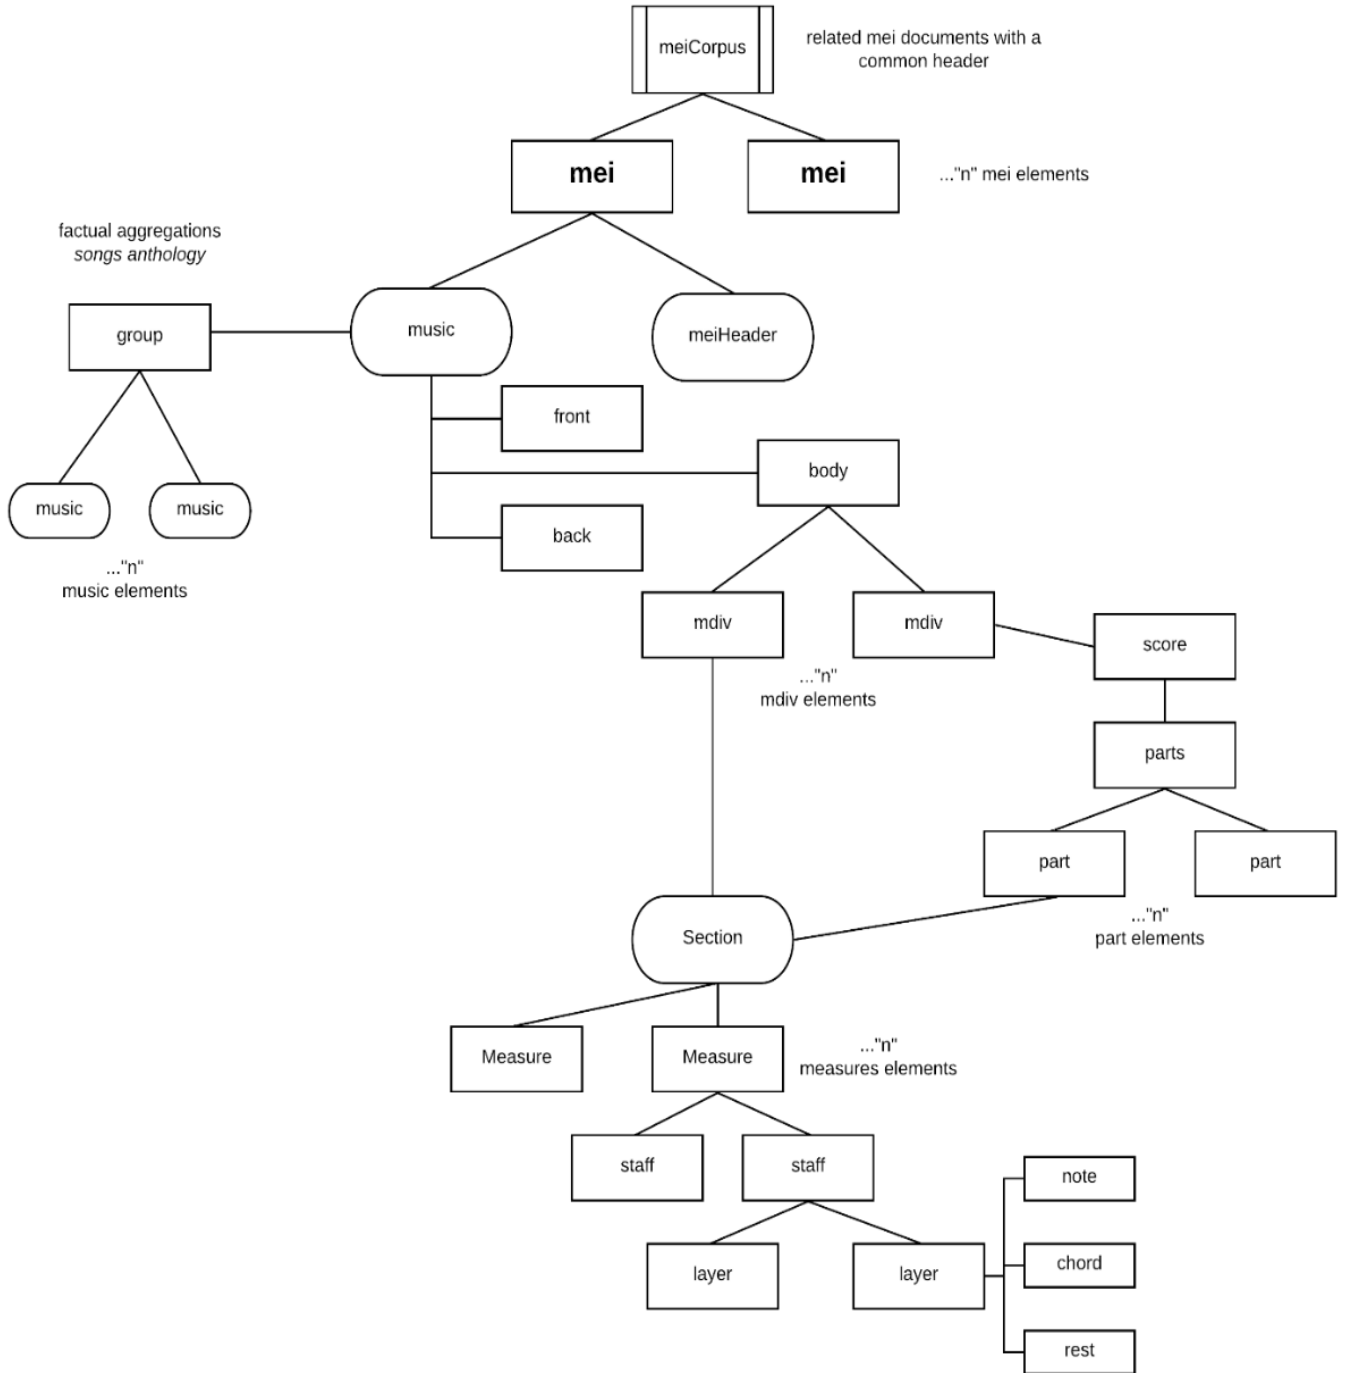 meiCorpus
related mei documents with a
common header
mei
mei
..."n" mei elements
factual aggregations
songs anthology
group
music
meiHeader
front
body
music
music
back
..."n"
music elements
mdiv
mdiv
score
..."n"
mdiv elements
parts
part
part
..."n"
part elements
Section
Measure
Measure
..."n"
measures elements
staff
staff
note
layer
layer
chord
rest